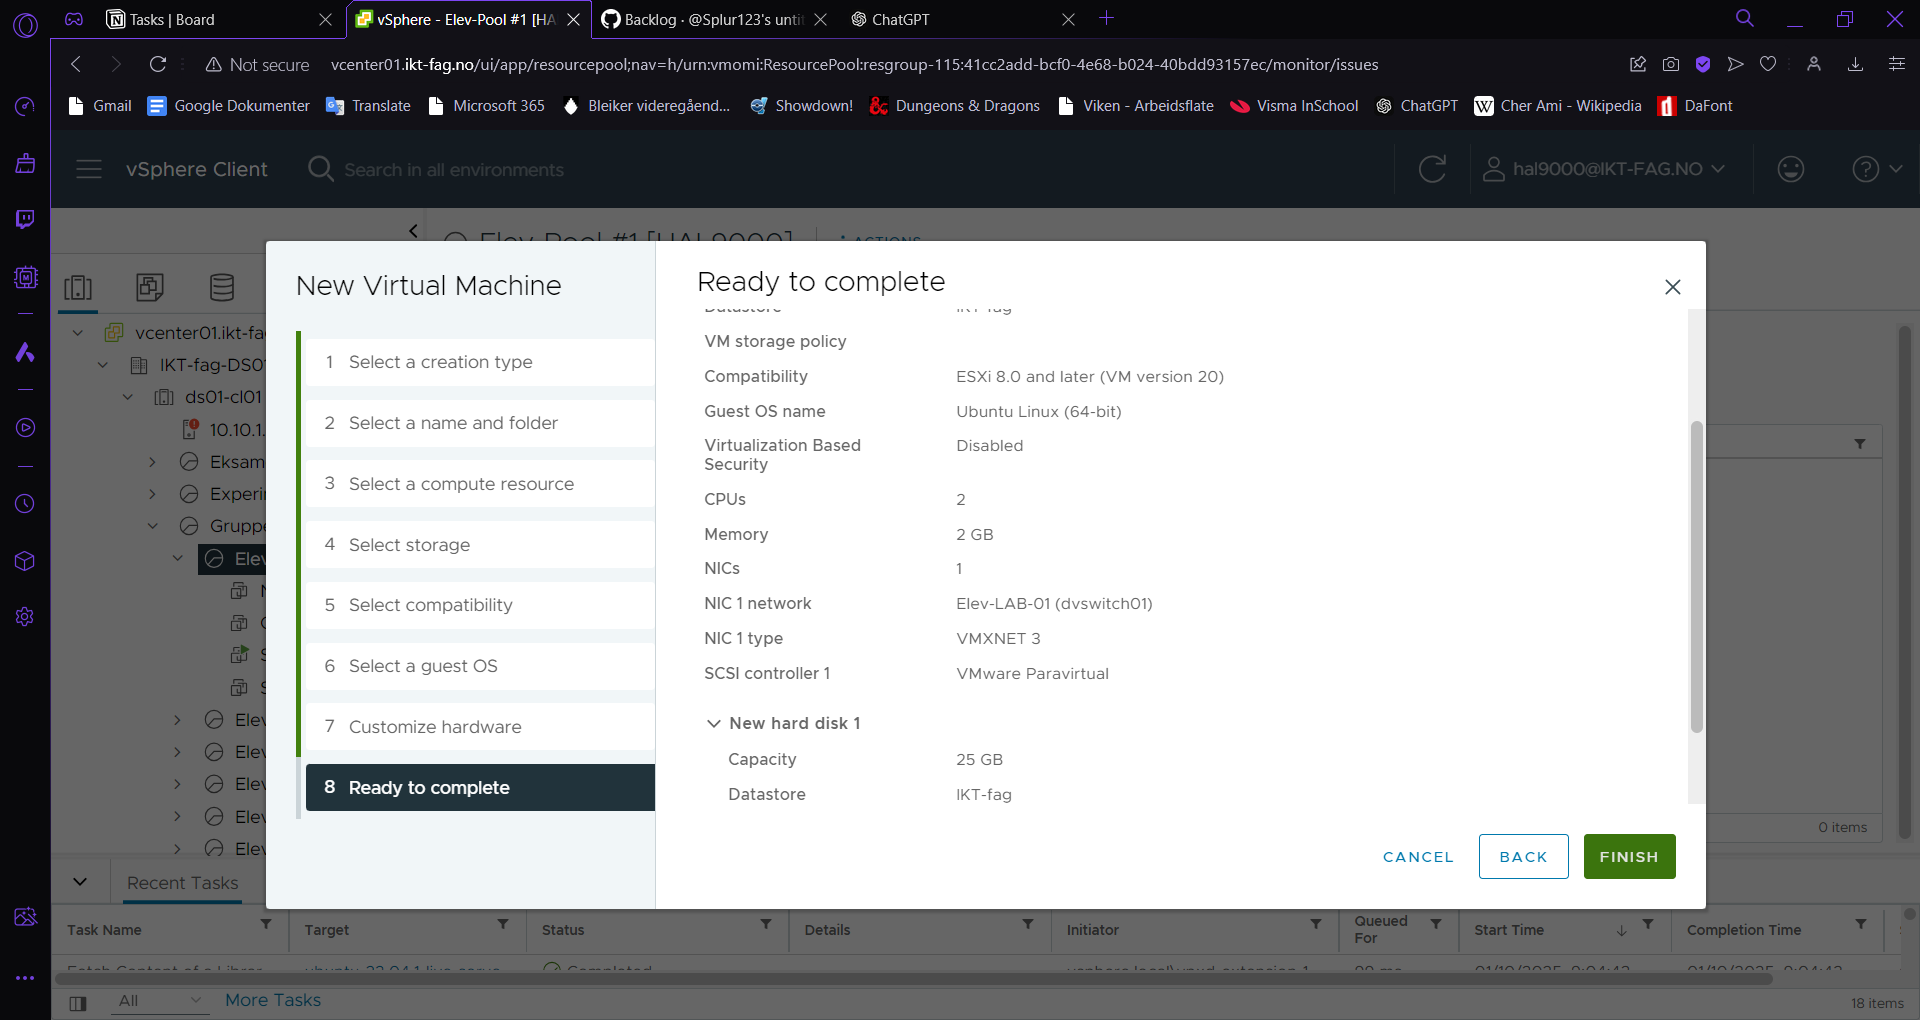 Tasks | Board
vSphere - Elev-Pool #1 [HA
Backlog · @Splur123's unti
ChatGPT
Not secure
vcenter01.ikt-fag.no/ui/app/resourcepool;nav=h/urn:vmomi:ResourcePool:resgroup-115:41cc2add-bcf0-4e68-b024-40bdd93157ec/monitor/issues
Gmail
Google Dokumenter
Translate
Microsoft 365
Bleiker videregåend...
Showdown!
Dungeons & Dragons
Viken - Arbeidsflate
Visma InSchool
ChatGPT
Cher Ami - Wikipedia
DaFont
vSphere Client
Search in all environments
hal9000@IKT-FAG.NO
Elev-Pool #1 [HAL9000]
ACTIONS
vcenter01.ikt-fa
IKT-fag-DS0
ds01-cl01
10.10.1.
Eksam
Experi
Gruppe
Elev
Elev
Elev
Elev
Elev
Elev
New Virtual Machine
1 Select a creation type
2 Select a name and folder
3 Select a compute resource
4 Select storage
5 Select compatibility
6 Select a guest OS
7 Customize hardware
8 Ready to complete
Ready to complete
Datastore IKT-fag
VM storage policy
Compatibility ESXi 8.0 and later (VM version 20)
Guest OS name Ubuntu Linux (64-bit)
Virtualization Based Disabled
Security
CPUs 2
Memory 2 GB
NICs 1
NIC 1 network Elev-LAB-01 (dvswitch01)
NIC 1 type VMXNET 3
SCSI controller 1 VMware Paravirtual
New hard disk 1
Capacity 25 GB
Datastore IKT-fag
CANCEL
BACK
FINISH
0 items
Recent Tasks
Task Name
Target
Status
Details
Initiator
Queued
For
Start Time
Completion Time
Completed
All
More Tasks
18 items